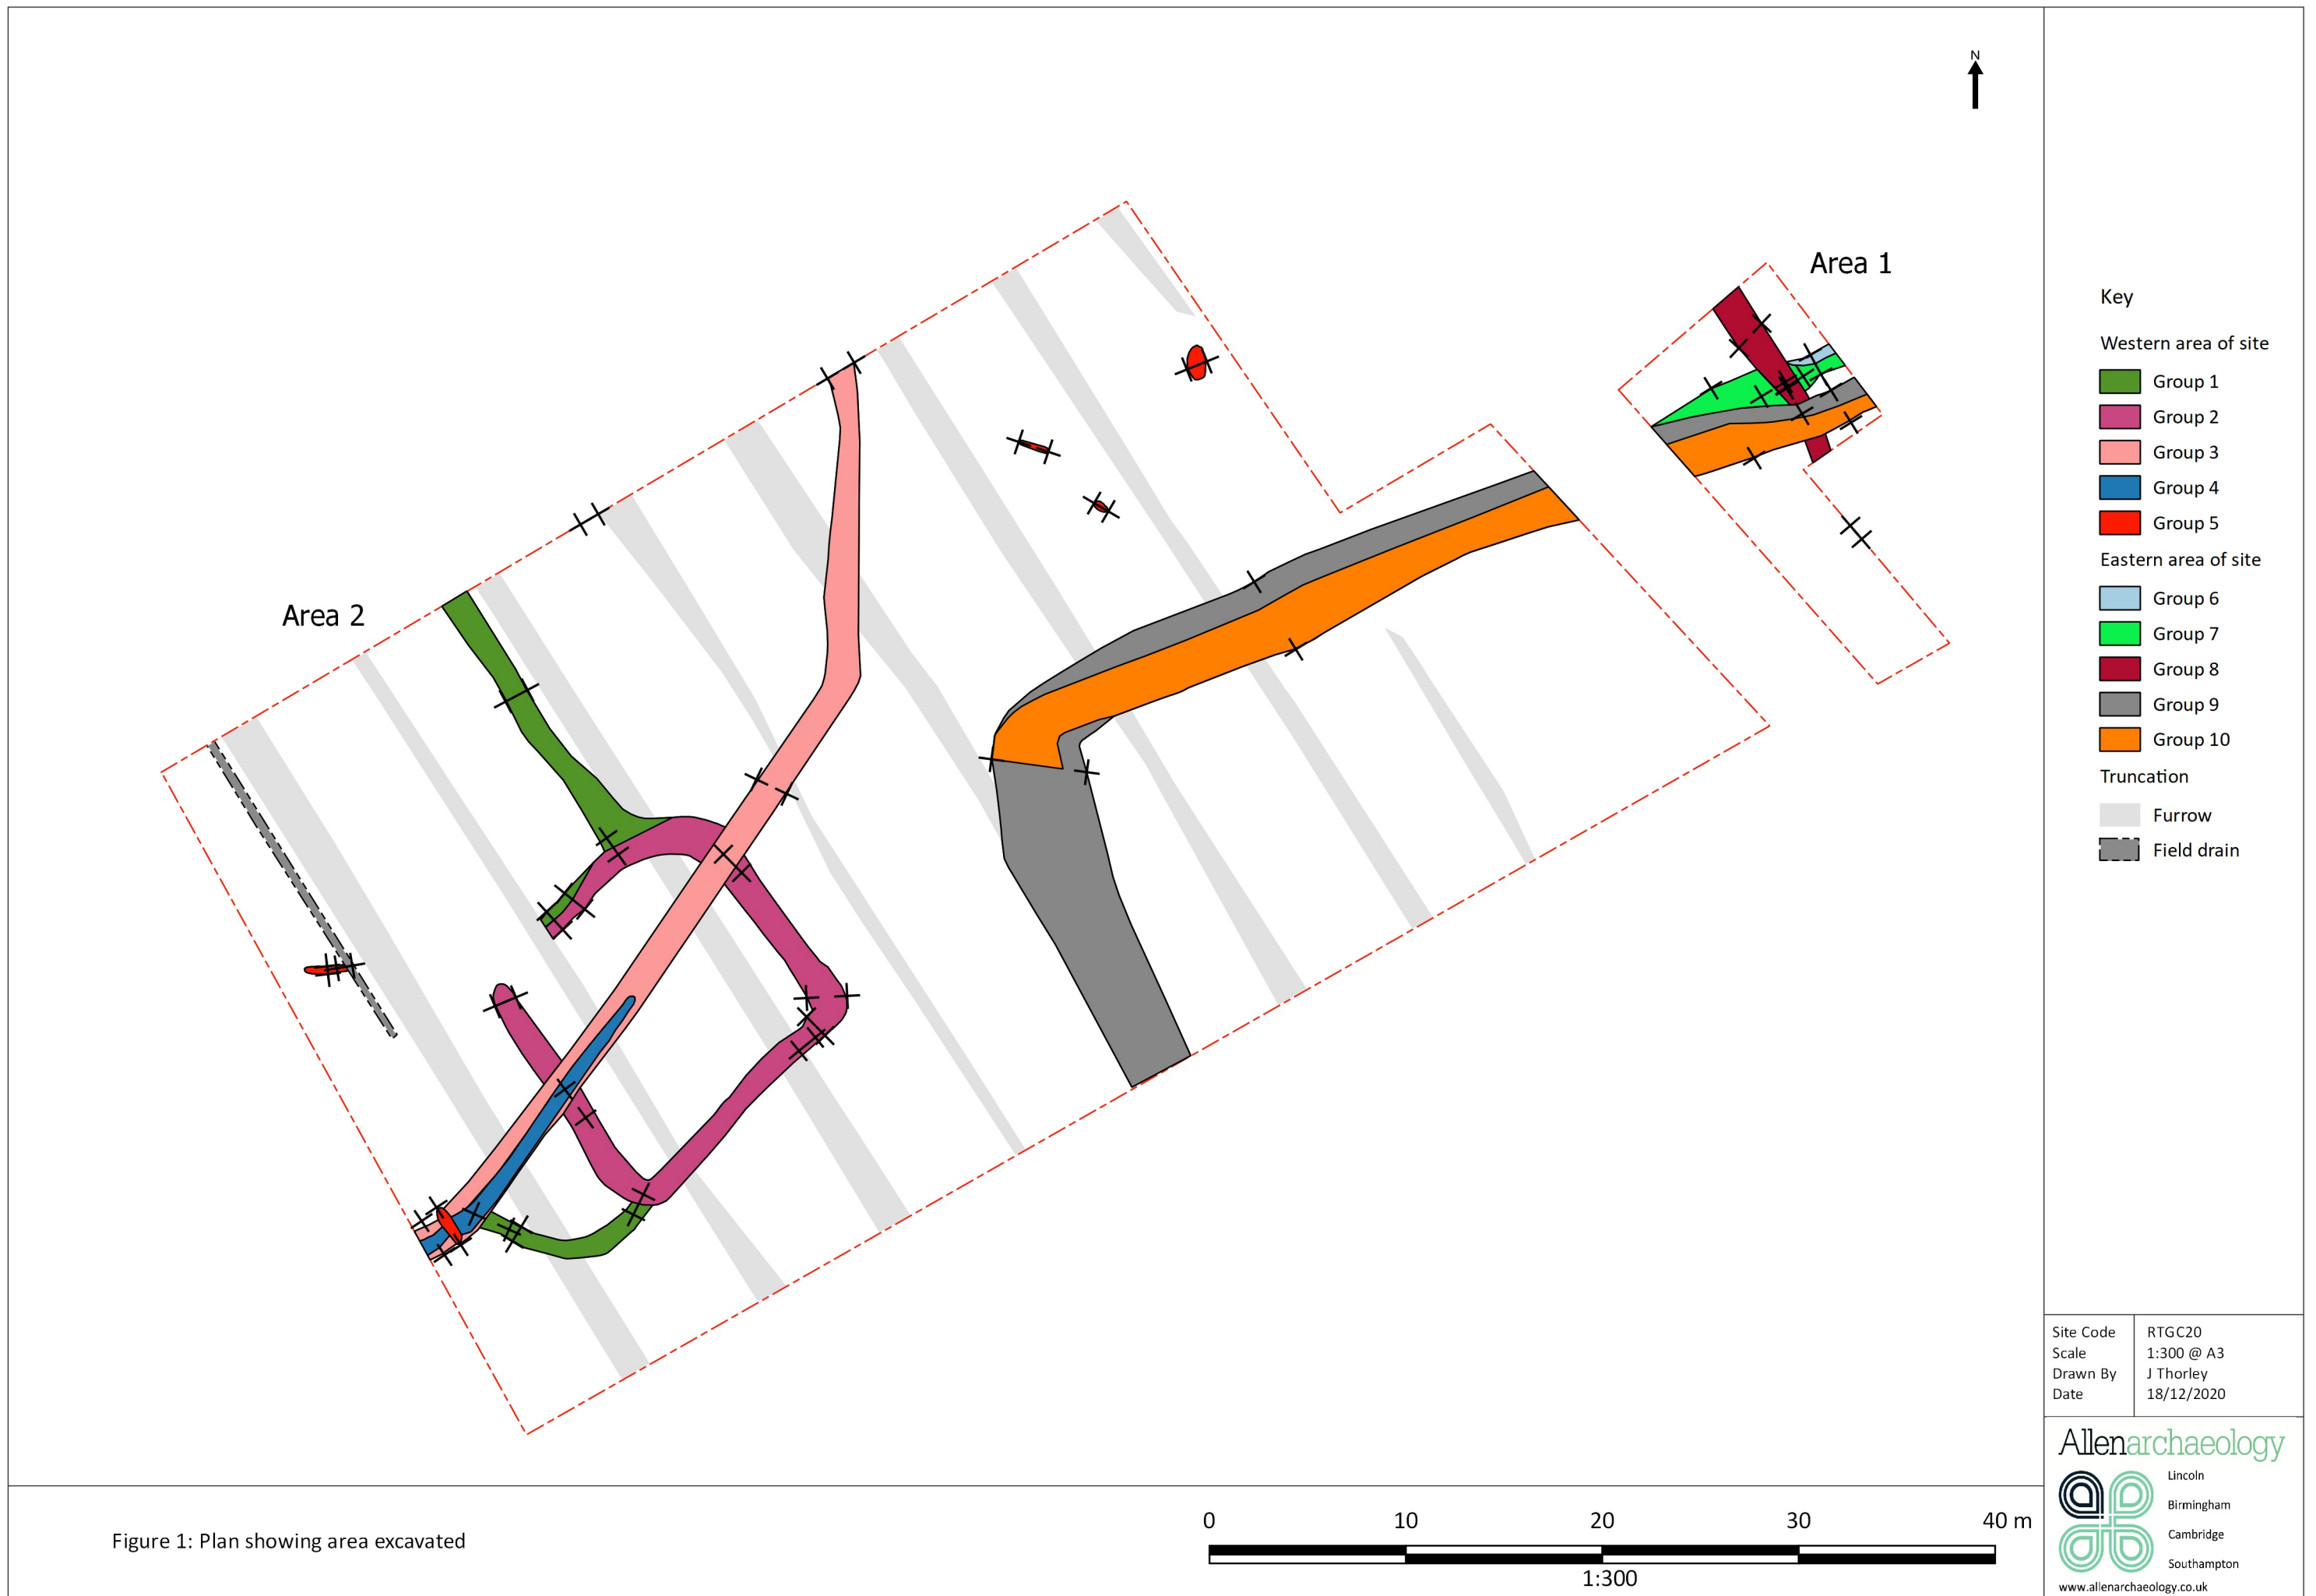 N
Area 1
Area 2
Key
Western area of site
Group 1
Group 2
Group 3
Group 4
Group 5
Eastern area of site
Group 6
Group 7
Group 8
Group 9
Group 10
Truncation
Furrow
Field drain
Site Code RTGC20
Scale 1:300 @ A3
Drawn By J Thorley
Date 18/12/2020
Allenarchaeology
Lincoln
Birmingham
Cambridge
Southampton
www.allenarchaeology.co.uk
Figure 1: Plan showing area excavated
0 10 20 30 40 m
1:300